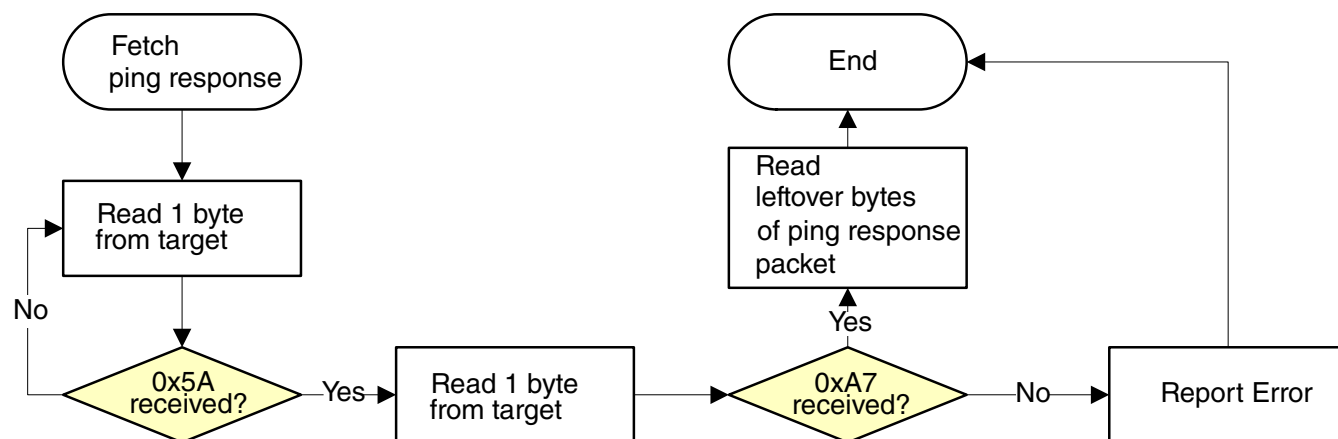 Fetch
ping response
Read 1 byte
from target
No
0x5A
received?
Yes
Read 1 byte
from target
0xA7
received?
Yes
Read
leftover bytes
of ping response
packet
End
No
Report Error